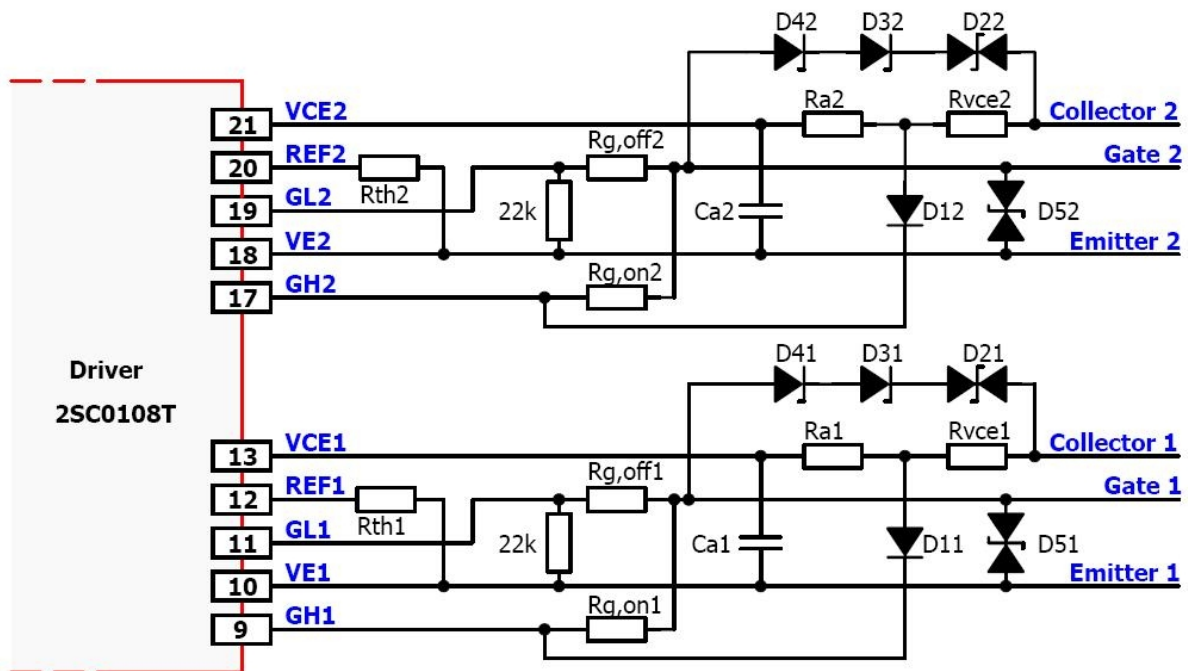 D42 D32 D22
21 VCE2 Ra2 Rvce2 Collector 2
20 REF2 Rg,off2 Gate 2
Rth2
19 GL2 22k Ca2 D12 D52
18 VE2 Emitter 2
17 GH2 Rg,on2
Driver
2SC0108T
D41 D31 D21
13 VCE1 Ra1 Rvce1 Collector 1
12 REF1 Rg,off1 Gate 1
Rth1
11 GL1 22k Ca1 D11 D51
10 VE1 Emitter 1
9 GH1 Rg,on1